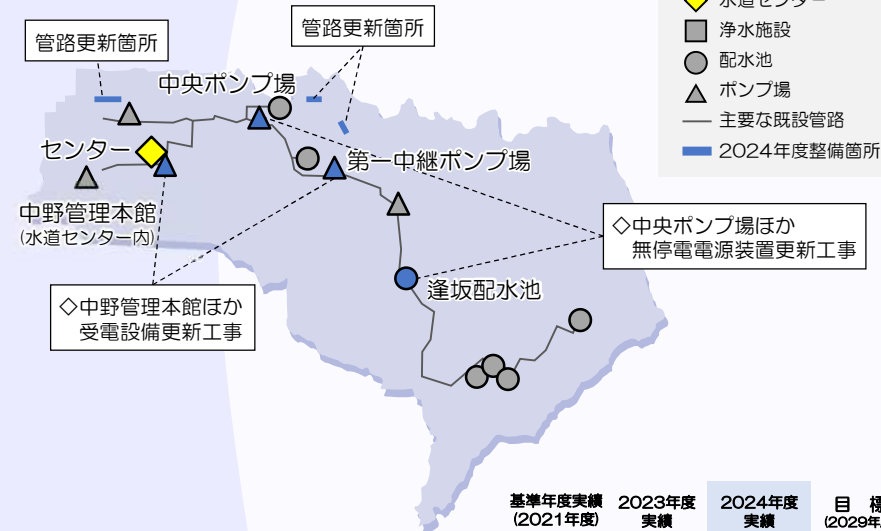 水道センター
浄水施設
配水池
ポンプ場
主要な既設管路
2024年度整備箇所
管路更新箇所
管路更新箇所
中央ポンプ場
センター
第一中継ポンプ場
中野管理本館
(水道センター内)
◇中央ポンプ場ほか
無停電電源装置更新工事
逢坂配水池
◇中野管理本館ほか
受電設備更新工事
基準年度実績
(2021年度)
2023年度
実績
2024年度
実績
目 標
(2029年